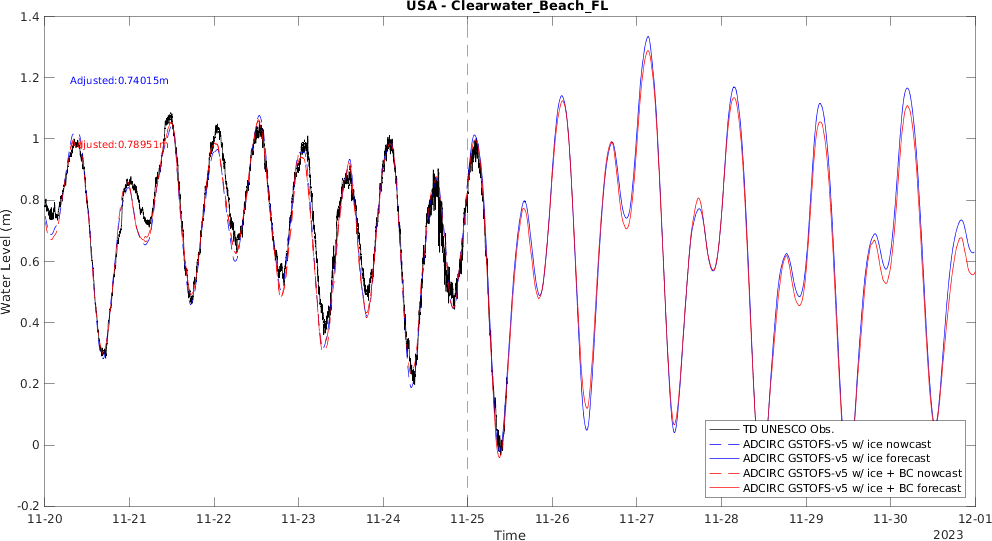 USA - Clearwater_Beach_FL
1.4
1.2
1
0.8
0.6
0.4
0.2
0
-0.2
Water Level (m)
Adjusted:0.74015m
Adjusted:0.78951m
TD UNESCO Obs.
ADCIRC GSTOFS-v5 w/ ice nowcast
ADCIRC GSTOFS-v5 w/ ice forecast
ADCIRC GSTOFS-v5 w/ ice + BC nowcast
ADCIRC GSTOFS-v5 w/ ice + BC forecast
11-20 11-21 11-22 11-23 11-24 11-25 11-26 11-27 11-28 11-29 11-30 12-01
Time
2023